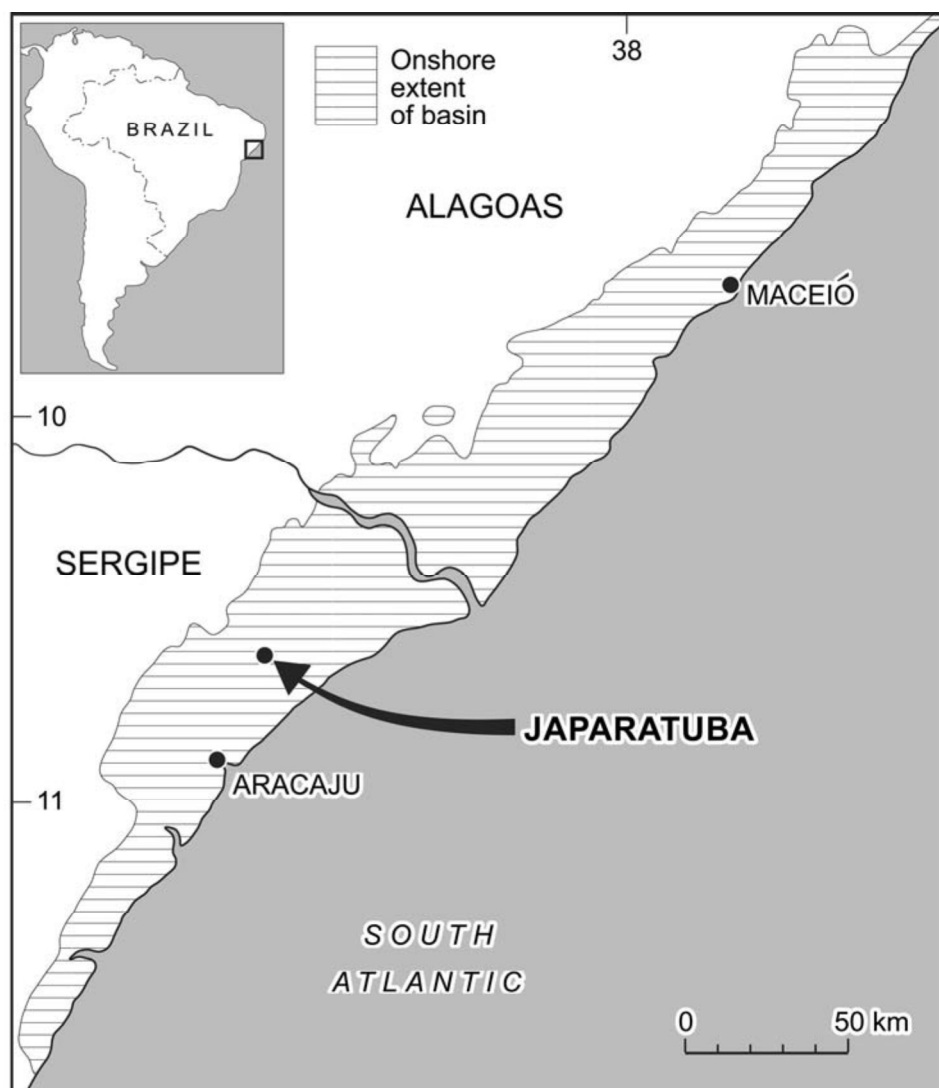 BRAZIL
Onshore
extent
of basin
38
ALAGOAS
MACEIÓ
10
SERGIPE
JAPARATUBA
ARACAJU
11
SOUTH
ATLANTIC
0 50 km